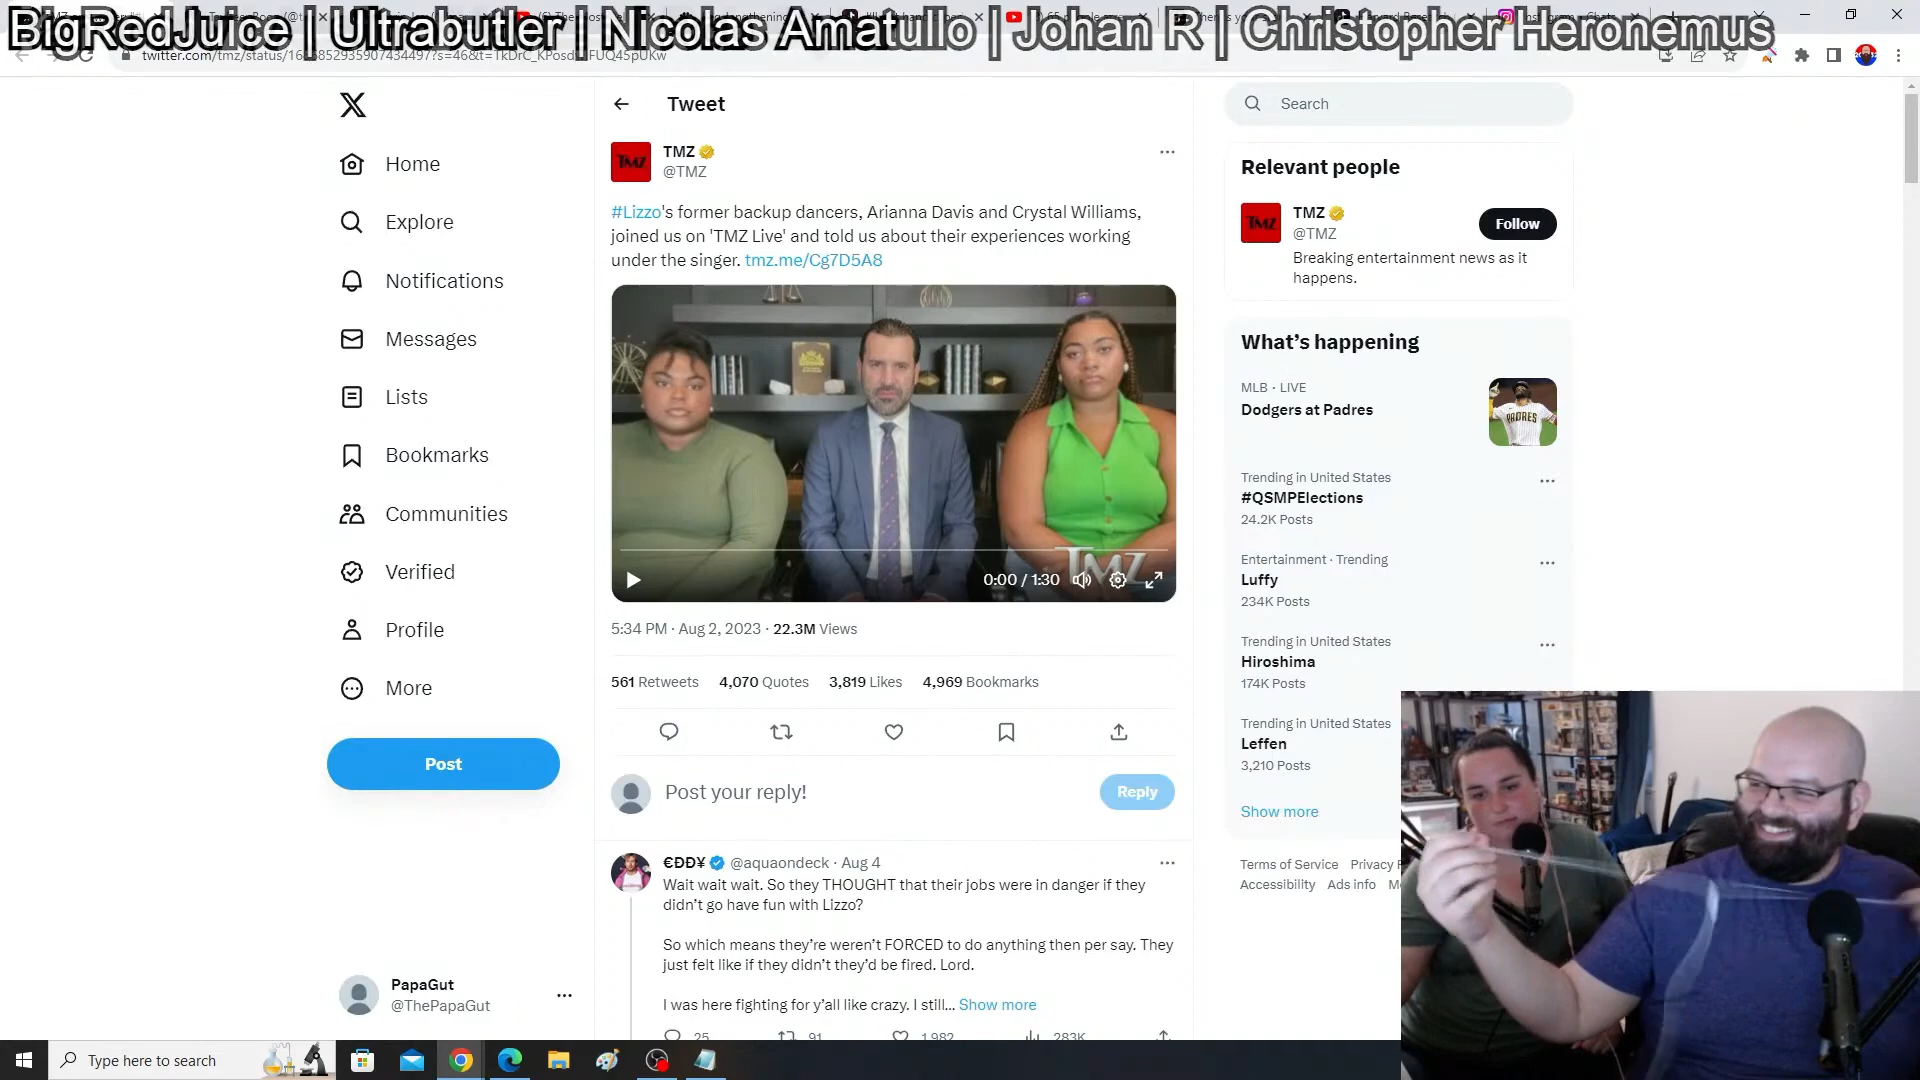 BigRedJuice | Ultrabutler | Nicolas Amatulio | Johan R | Christopher Heronemus
Tweet
Search
Home
Explore
Notifications
Messages
Lists
Bookmarks
Communities
Verified
Profile
More
Post
PapaGut
@ThePapaGut
TMZ
@TMZ
#Lizzo's former backup dancers, Arianna Davis and Crystal Williams,
joined us on 'TMZ Live' and told us about their experiences working
under the singer. tmz.me/Cg7D5A8
TMZ
0:00 / 1:30
5:34 PM · Aug 2, 2023 · 22.3M Views
561 Retweets 4,070 Quotes 3,819 Likes 4,969 Bookmarks
Post your reply!
Reply
€ÐÐ¥ @aquaondeck · Aug 4
Wait wait wait. So they THOUGHT that their jobs were in danger if they
didn't go have fun with Lizzo?
So which means they're weren't FORCED to do anything then per say. They
just felt like if they didn't they'd be fired. Lord.
I was here fighting for y'all like crazy. I still... Show more
25 91 1,982 283K
Relevant people
TMZ
@TMZ
Follow
Breaking entertainment news as it
happens.
What's happening
MLB · LIVE
Dodgers at Padres
PADRES
Trending in United States
#QSMPElections
24.2K Posts
Entertainment · Trending
Luffy
234K Posts
Trending in United States
Hiroshima
174K Posts
Trending in United States
Leffen
3,210 Posts
Show more
Terms of Service Privacy
Accessibility Ads info
Type here to search